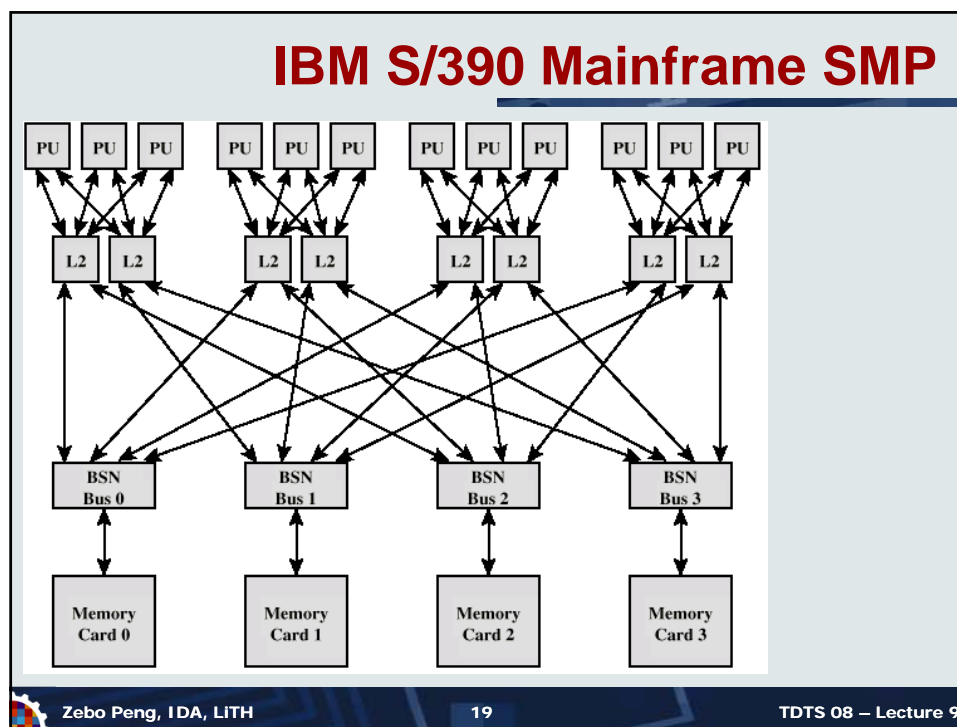 IBM S/390 Mainframe SMP
PU PU PU PU PU PU PU PU PU PU PU PU
L2 L2 L2 L2 L2 L2 L2 L2
BSN BSN BSN BSN
Bus 0 Bus 1 Bus 2 Bus 3
Memory Memory Memory Memory
Card 0 Card 1 Card 2 Card 3
Zebo Peng, IDA, LiTH 19 TDTS 08 – Lecture 9